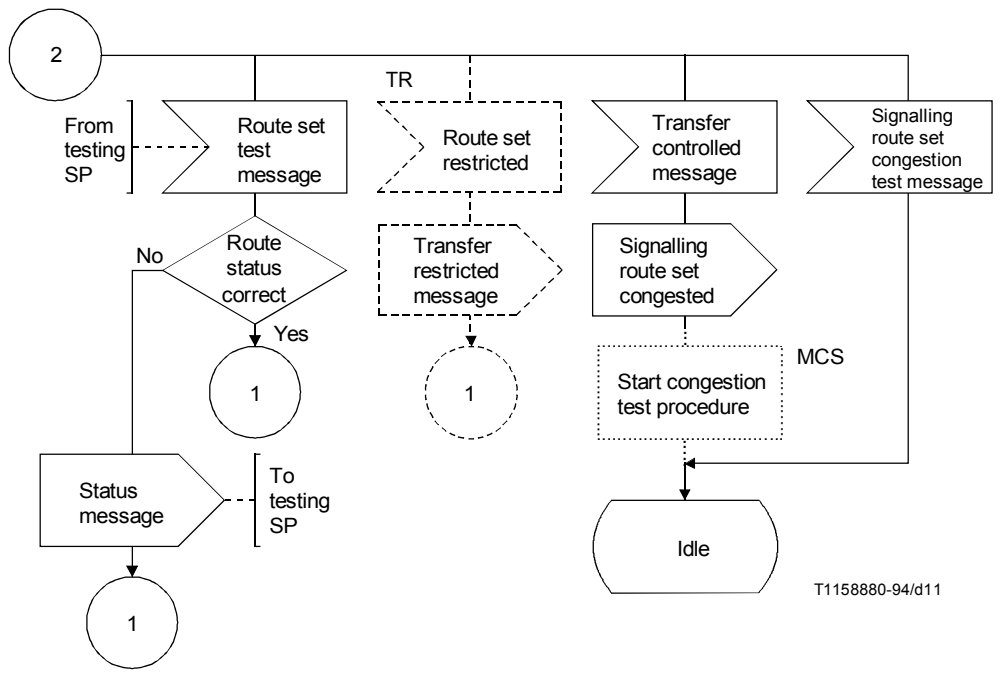 2
TR
From
testing
SP
Route set
test
message
Route set
restricted
Transfer
controlled
message
Signalling
route set
congestion
test message
No
Route
status
correct
Yes
Transfer
restricted
message
Signalling
route set
congested
1
1
MCS
Start congestion
test procedure
Status
message
To
testing
SP
Idle
1
T1158880-94/d11